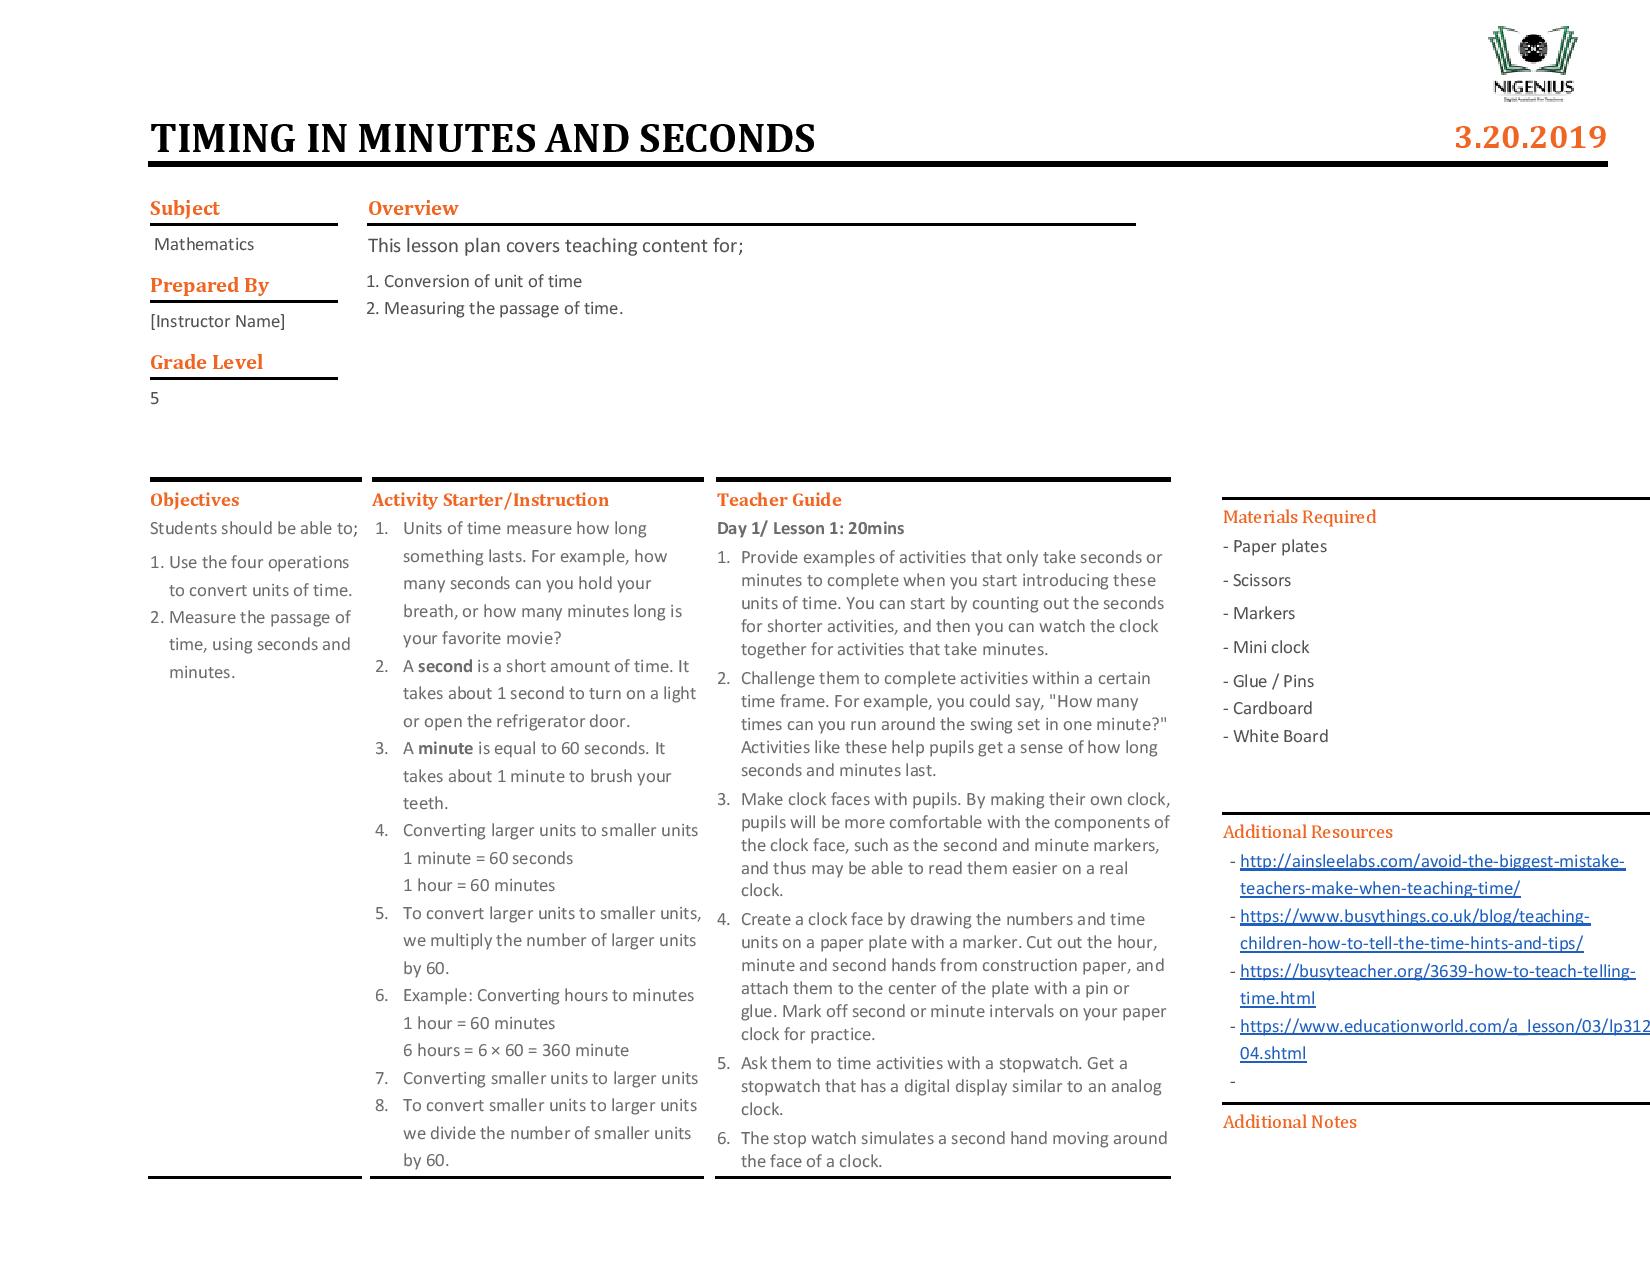 NIGENIUS
Digital Assistant For Teachers
TIMING IN MINUTES AND SECONDS
3.20.2019
Subject
Mathematics
Prepared By
[Instructor Name]
Grade Level
5
Overview
This lesson plan covers teaching content for;
1. Conversion of unit of time
2. Measuring the passage of time.
Objectives
Students should be able to;
1. Use the four operations
to convert units of time.
2. Measure the passage of
time, using seconds and
minutes.
Activity Starter/Instruction
1. Units of time measure how long
something lasts. For example, how
many seconds can you hold your
breath, or how many minutes long is
your favorite movie?
2. A second is a short amount of time. It
takes about 1 second to turn on a light
or open the refrigerator door.
3. A minute is equal to 60 seconds. It
takes about 1 minute to brush your
teeth.
4. Converting larger units to smaller units
1 minute = 60 seconds
1 hour = 60 minutes
5. To convert larger units to smaller units,
we multiply the number of larger units
by 60.
6. Example: Converting hours to minutes
1 hour = 60 minutes
6 hours = 6 × 60 = 360 minute
7. Converting smaller units to larger units
8. To convert smaller units to larger units
we divide the number of smaller units
by 60.
Teacher Guide
Day 1/ Lesson 1: 20mins
1. Provide examples of activities that only take seconds or
minutes to complete when you start introducing these
units of time. You can start by counting out the seconds
for shorter activities, and then you can watch the clock
together for activities that take minutes.
2. Challenge them to complete activities within a certain
time frame. For example, you could say, "How many
times can you run around the swing set in one minute?"
Activities like these help pupils get a sense of how long
seconds and minutes last.
3. Make clock faces with pupils. By making their own clock,
pupils will be more comfortable with the components of
the clock face, such as the second and minute markers,
and thus may be able to read them easier on a real
clock.
4. Create a clock face by drawing the numbers and time
units on a paper plate with a marker. Cut out the hour,
minute and second hands from construction paper, and
attach them to the center of the plate with a pin or
glue. Mark off second or minute intervals on your paper
clock for practice.
5. Ask them to time activities with a stopwatch. Get a
stopwatch that has a digital display similar to an analog
clock.
6. The stop watch simulates a second hand moving around
the face of a clock.
Materials Required
- Paper plates
- Scissors
- Markers
- Mini clock
- Glue / Pins
- Cardboard
- White Board
Additional Resources
- http://ainsleelabs.com/avoid-the-biggest-mistake-
teachers-make-when-teaching-time/
- https://www.busythings.co.uk/blog/teaching-
children-how-to-tell-the-time-hints-and-tips/
- https://busyteacher.org/3639-how-to-teach-telling-
time.html
- https://www.educationworld.com/a_lesson/03/lp312
04.shtml
-
Additional Notes